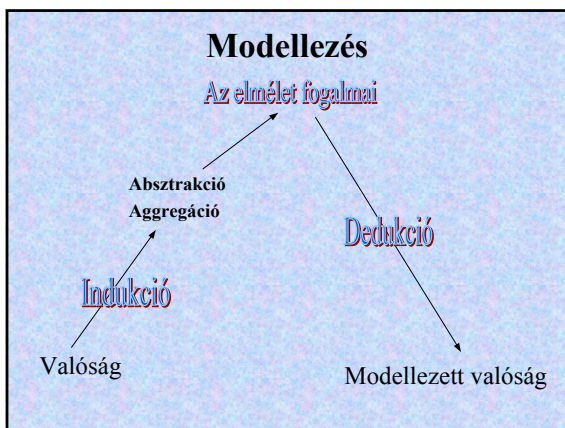 Modellezés
Az elmélet fogalmai
Absztrakció
Aggregáció
Dedukció
Indukció
Valóság
Modellezett valóság